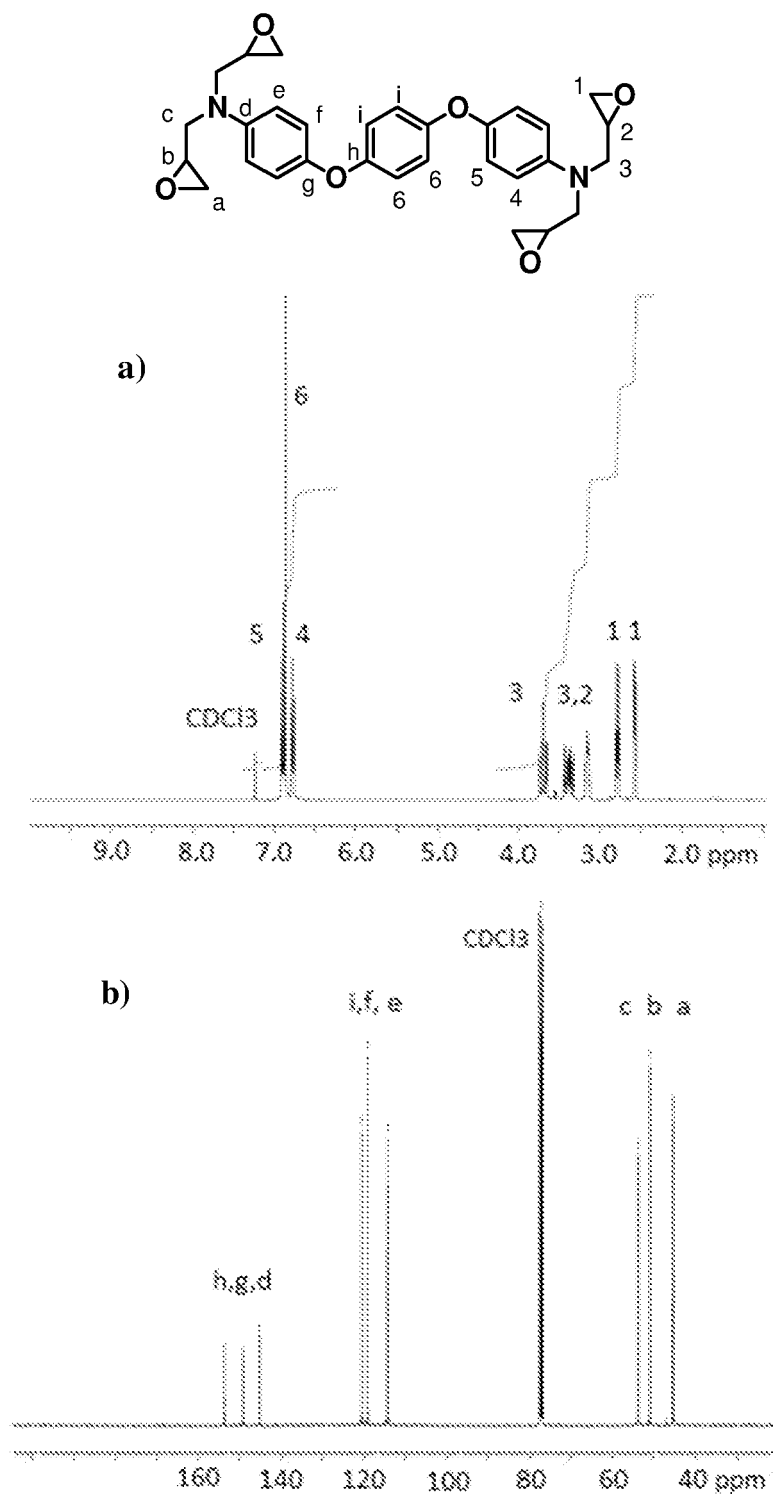 O
1
O
c
N
d
e
f
i
i
O
2
b
h
N
3
O
a
g
O
6
6
5
4
O
a)
6
5
4
1 1
3
3,2
CDCl3
9.0 8.0 7.0 6.0 5.0 4.0 3.0 2.0 ppm
CDCl3
b)
i,f, e
c b a
h,g,d
160 140 120 100 80 60 40 ppm